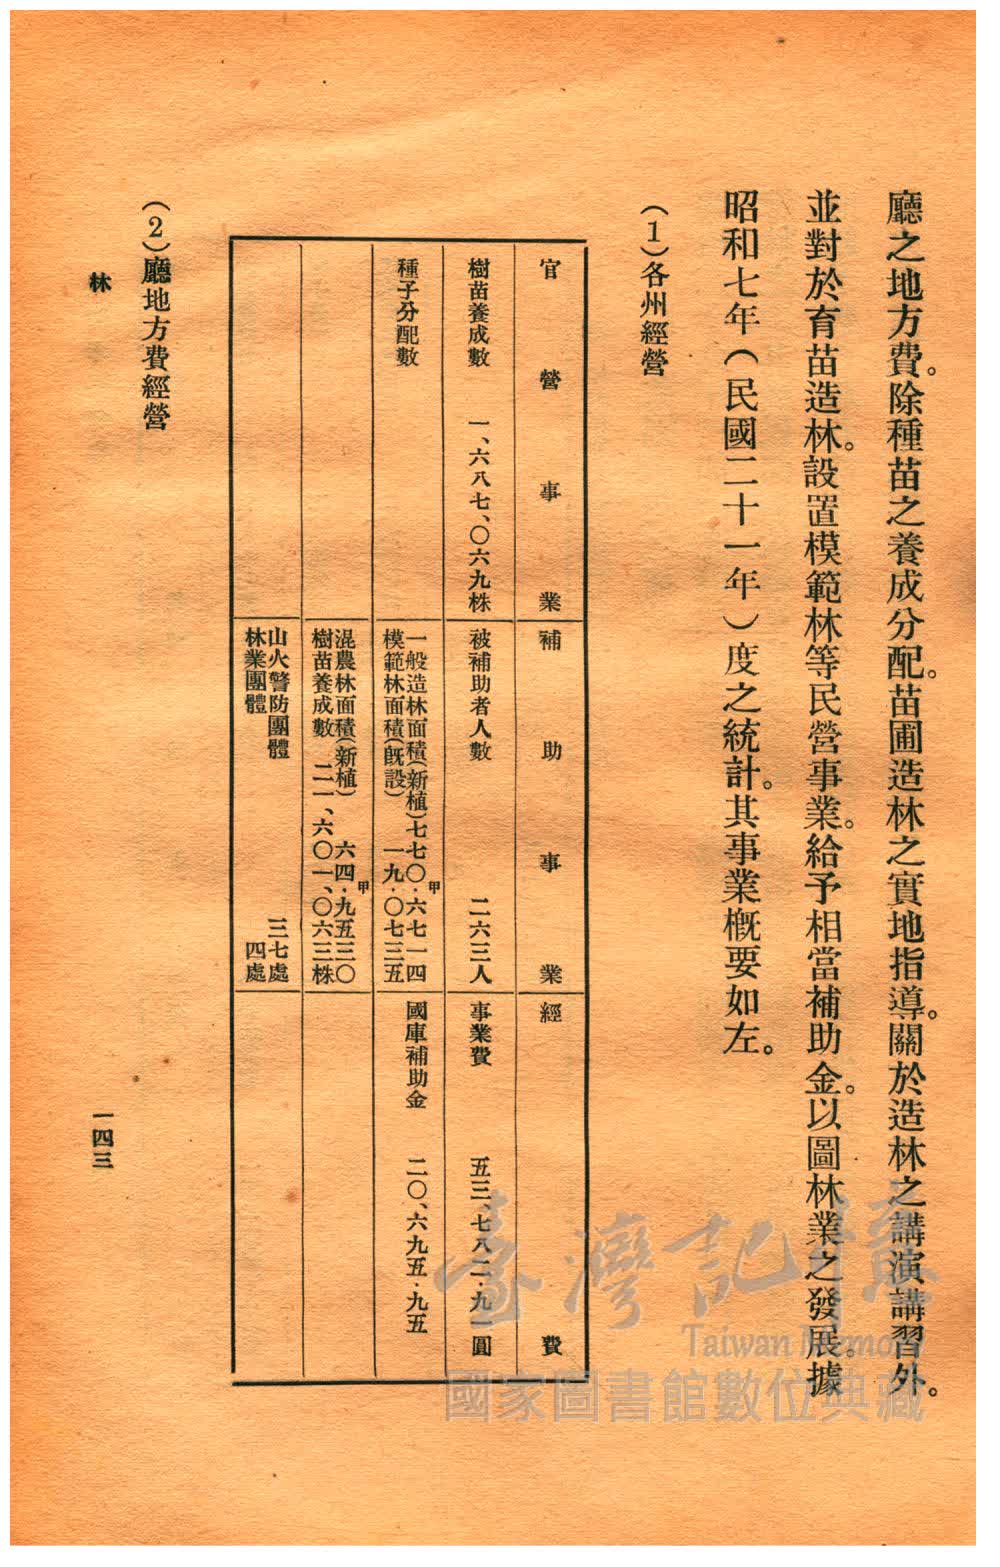 廳之地方費。除種苗之養成分配。苗圃造林之實地指導。關於造林之講演講習外。
並對於育苗造林。設置模範林等民營事業。給予相當補助金。以圖林業之發展。據
昭和七年（民國二十一年）度之統計。其事業概要如左。
（1）各州經營
官營事業
補助事業
經費
樹苗養成數 一、六八七、〇六九株
被補助者人數 二六三人
事業費 五三、七八二・九一圓
種子分配數
一般造林面積（新植）七七〇・六七一四甲
模範林面積（既設） 一九・〇七三五
國庫補助金 二〇、六九五・九五
混農林面積（新植） 六四・九五三〇甲
樹苗養成數 二一、六〇一、〇六三株
山火警防團體 三七處
林業團體 四處
（2）廳地方費經營
林
一四三
臺灣記憶
Taiwan Memory
國家圖書館數位典藏